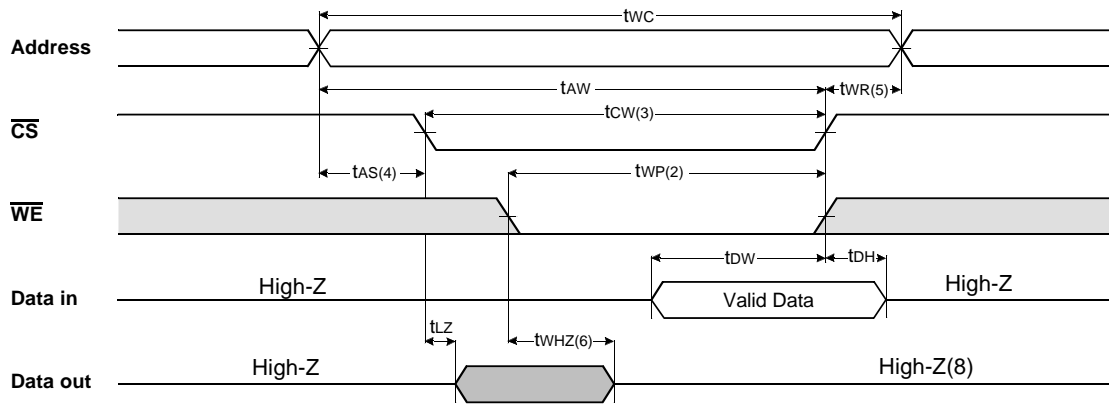 tWC
Address
tAW
tWR(5)
tCW(3)
CS
tAS(4)
tWP(2)
WE
tDW
tDH
High-Z
Valid Data
High-Z
Data in
tLZ
tWHZ(6)
High-Z
High-Z(8)
Data out